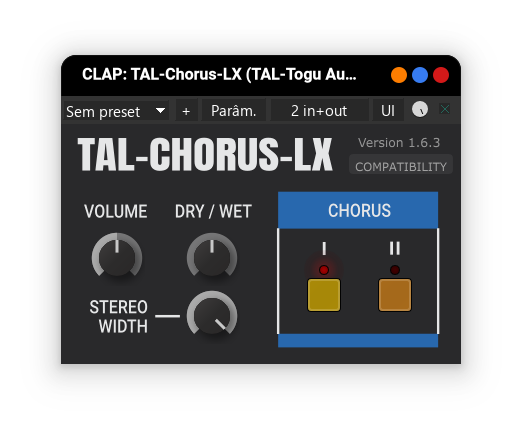 CLAP: TAL-Chorus-LX (TAL-Togu Au...
Sem preset + Parâm. 2 in+out UI
TAL-CHORUS-LX
Version 1.6.3
COMPATIBILITY
VOLUME DRY / WET CHORUS
I II
STEREO
WIDTH